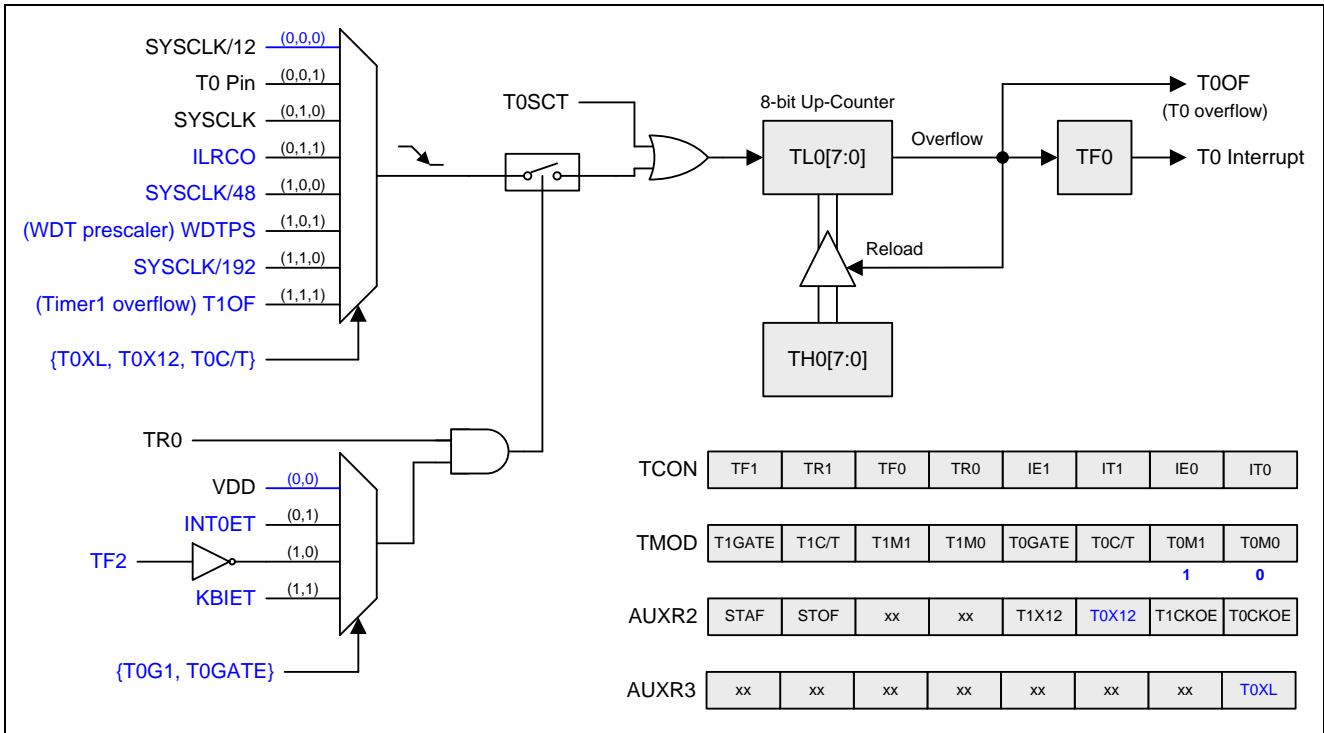 SYSCLK/12 (0,0,0)
T0 Pin (0,0,1)
SYSCLK (0,1,0)
ILRCO (0,1,1)
SYSCLK/48 (1,0,0)
(WDT prescaler) WDTPS (1,0,1)
SYSCLK/192 (1,1,0)
(Timer1 overflow) T1OF (1,1,1)
{T0XL, T0X12, T0C/T}
T0SCT
8-bit Up-Counter
TL0[7:0]
Overflow
T0OF
(T0 overflow)
TF0
T0 Interrupt
Reload
TH0[7:0]
TR0
VDD (0,0)
INT0ET (0,1)
TF2 (1,0)
KBIET (1,1)
{T0G1, T0GATE}
TCON TF1 TR1 TF0 TR0 IE1 IT1 IE0 IT0
TMOD T1GATE T1C/T T1M1 T1M0 T0GATE T0C/T T0M1 T0M0
1 0
AUXR2 STAF STOF xx xx T1X12 T0X12 T1CKOE T0CKOE
AUXR3 xx xx xx xx xx xx xx T0XL